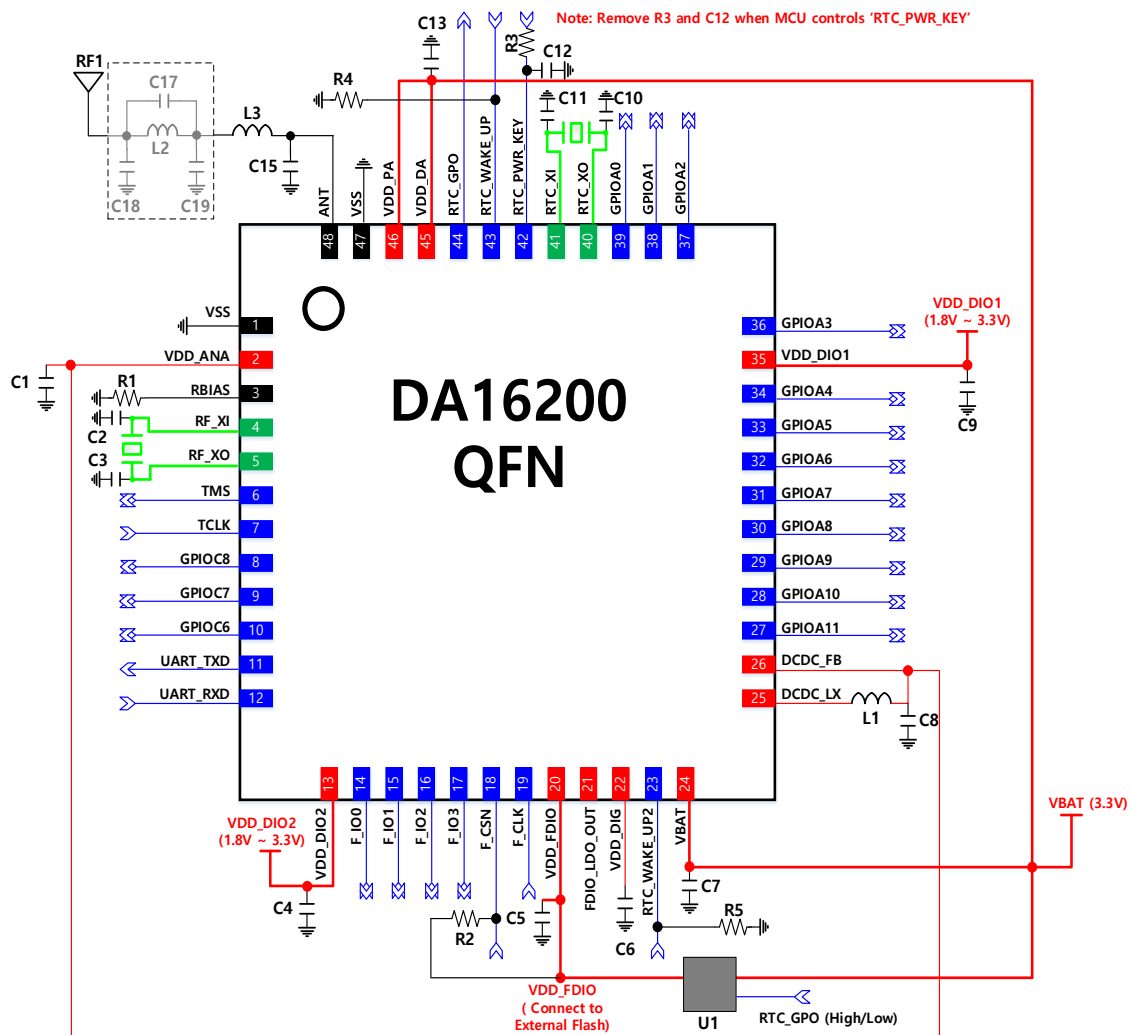 Note: Remove R3 and C12 when MCU controls ‘RTC_PWR_KEY’
C13
R3
C12
RF1
C17
R4
C11
C10
L3
L2
C15
C18
C19
ANT
VSS
VDD_PA
VDD_DA
RTC_GPO
RTC_WAKE_UP
RTC_PWR_KEY
RTC_XI
RTC_XO
GPIOA0
GPIOA1
GPIOA2
48
47
46
45
44
43
42
41
40
39
38
37
VSS
1
VDD_ANA
2
C1
R1
RBIAS
3
C2
RF_XI
4
C3
RF_XO
5
TMS
6
TCLK
7
GPIOC8
8
GPIOC7
9
GPIOC6
10
UART_TXD
11
UART_RXD
12
DA16200
QFN
36
GPIOA3
VDD_DIO1
(1.8V ~ 3.3V)
35
VDD_DIO1
C9
34
GPIOA4
33
GPIOA5
32
GPIOA6
31
GPIOA7
30
GPIOA8
29
GPIOA9
28
GPIOA10
27
GPIOA11
26
DCDC_FB
25
DCDC_LX
L1
C8
13
14
15
16
17
18
19
20
21
22
23
24
VDD_DIO2
F_IO0
F_IO1
F_IO2
F_IO3
F_CSN
F_CLK
VDD_FDIO
FDIO_LDO_OUT
VDD_DIG
RTC_WAKE_UP2
VBAT
VDD_DIO2
(1.8V ~ 3.3V)
VBAT (3.3V)
C4
R2
C5
C6
C7
R5
VDD_FDIO
( Connect to
External Flash)
U1
RTC_GPO (High/Low)